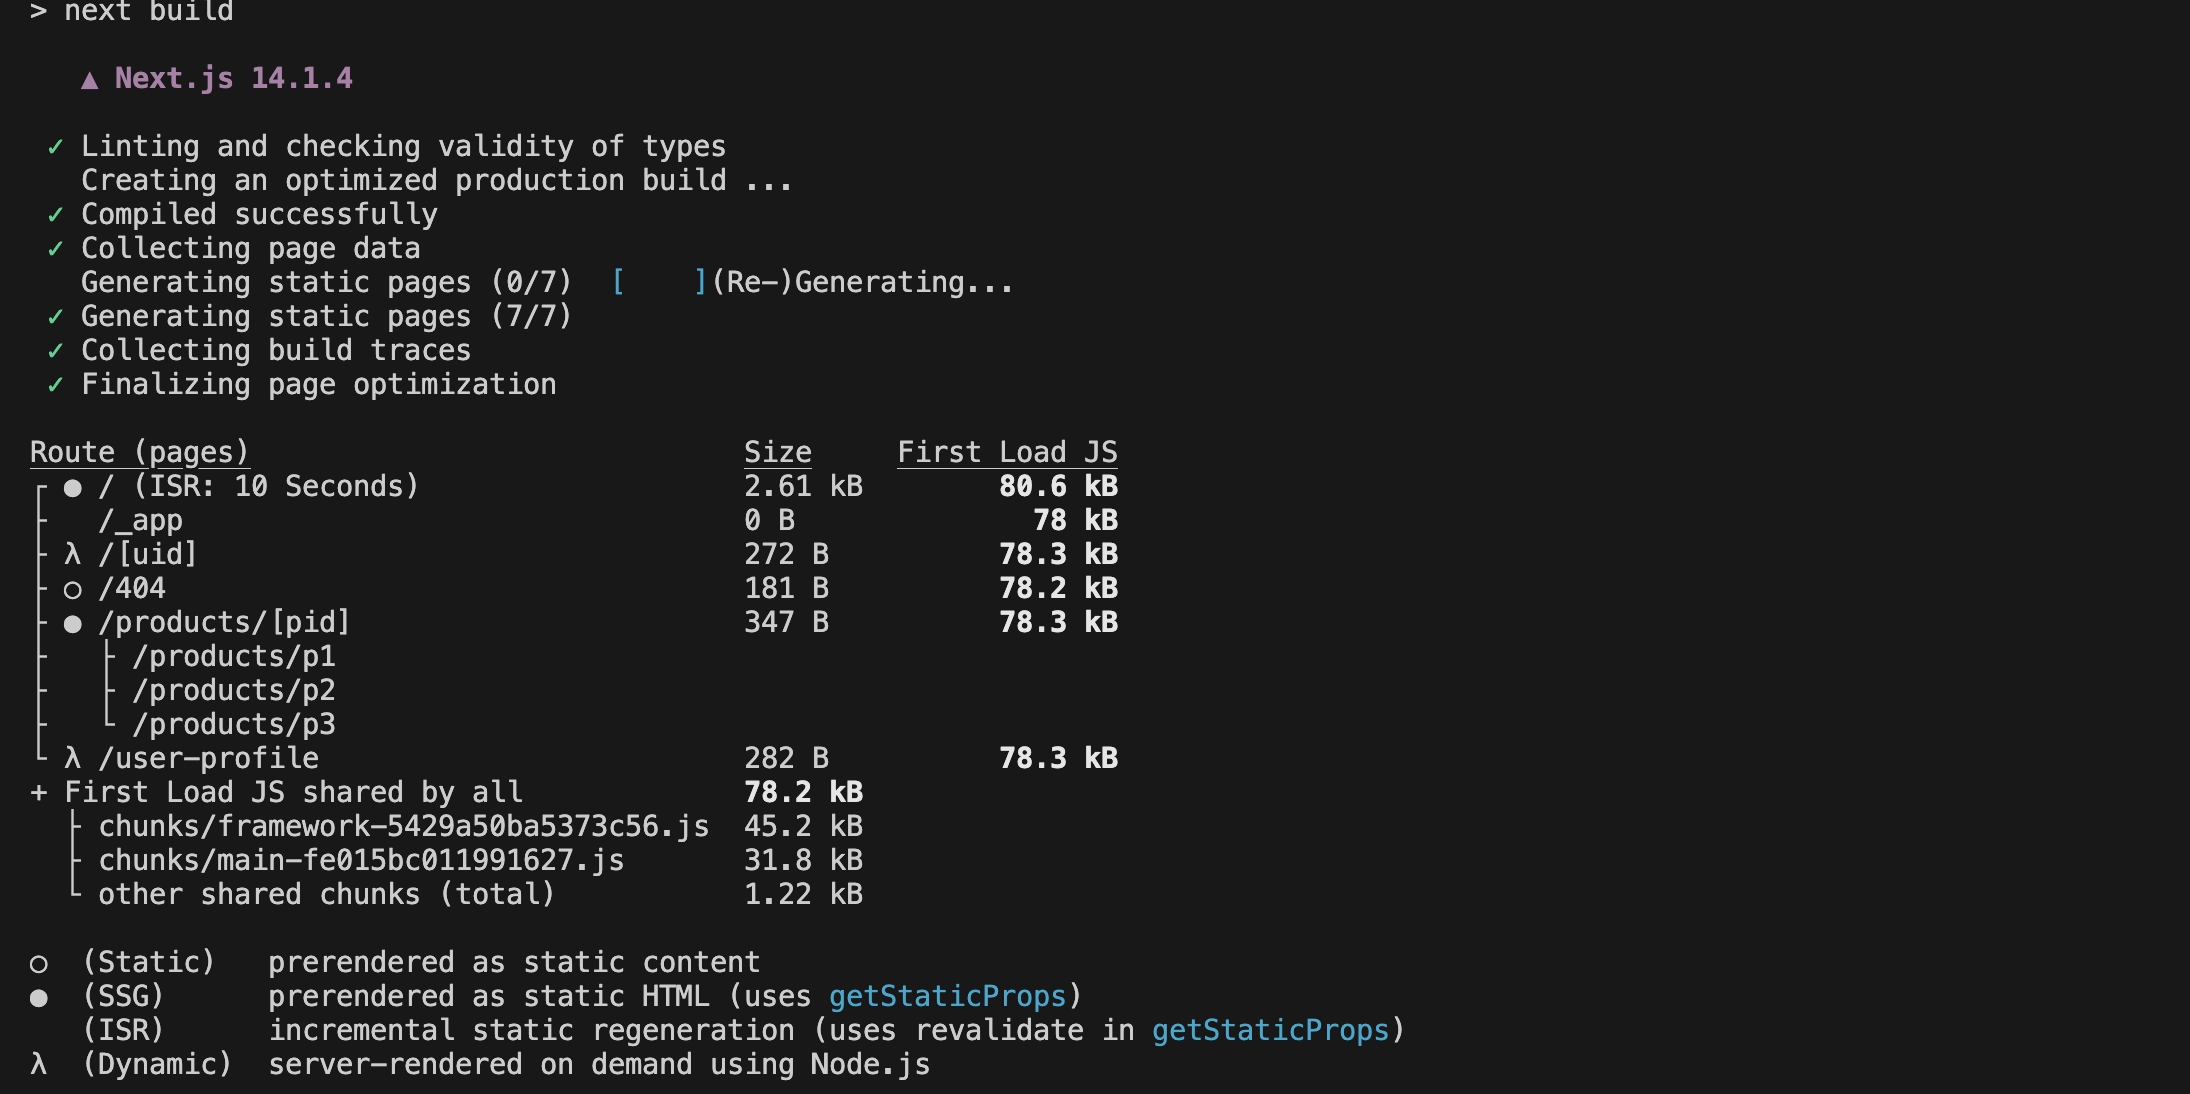 > next build
▲ Next.js 14.1.4
✓ Linting and checking validity of types
Creating an optimized production build ...
✓ Compiled successfully
✓ Collecting page data
Generating static pages (0/7)  [    ](Re-)Generating...
✓ Generating static pages (7/7)
✓ Collecting build traces
✓ Finalizing page optimization
Route (pages) Size First Load JS
┌ ● / (ISR: 10 Seconds) 2.61 kB 80.6 kB
├   /_app 0 B 78 kB
├ λ /[uid] 272 B 78.3 kB
├ ○ /404 181 B 78.2 kB
├ ● /products/[pid] 347 B 78.3 kB
├   ├ /products/p1
├   ├ /products/p2
├   └ /products/p3
└ λ /user-profile 282 B 78.3 kB
+ First Load JS shared by all 78.2 kB
├ chunks/framework-5429a50ba5373c56.js 45.2 kB
├ chunks/main-fe015bc011991627.js 31.8 kB
└ other shared chunks (total) 1.22 kB
○ (Static) prerendered as static content
● (SSG) prerendered as static HTML (uses getStaticProps)
(ISR) incremental static regeneration (uses revalidate in getStaticProps)
λ (Dynamic) server-rendered on demand using Node.js